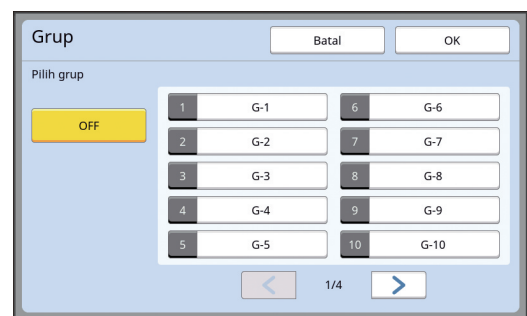 Grup
Batal
OK
Pilih grup
OFF
1 G-1
2 G-2
3 G-3
4 G-4
5 G-5
6 G-6
7 G-7
8 G-8
9 G-9
10 G-10
1/4